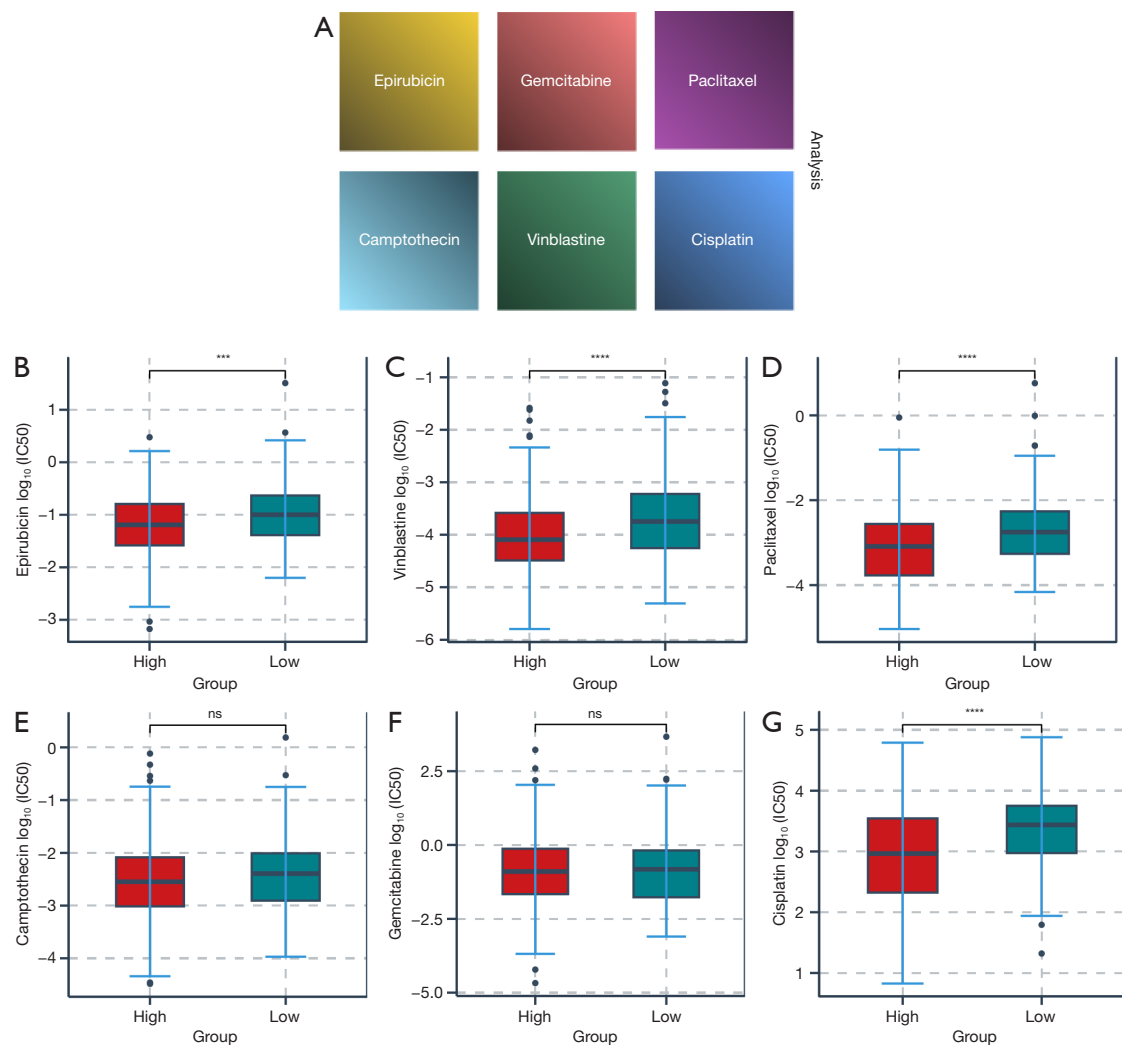 A
Epirubicin
Gemcitabine
Paclitaxel
Analysis
Camptothecin
Vinblastine
Cisplatin
B
***
Epirubicin log₁₀ (IC50)
1
0
−1
−2
−3
High
Low
Group
C
****
Vinblastine log₁₀ (IC50)
−1
−2
−3
−4
−5
−6
High
Low
Group
D
****
Paclitaxel log₁₀ (IC50)
0
−2
−4
High
Low
Group
E
ns
Camptothecin log₁₀ (IC50)
0
−1
−2
−3
−4
High
Low
Group
F
ns
Gemcitabine log₁₀ (IC50)
2.5
0.0
−2.5
−5.0
High
Low
Group
G
****
Cisplatin log₁₀ (IC50)
5
4
3
2
1
High
Low
Group